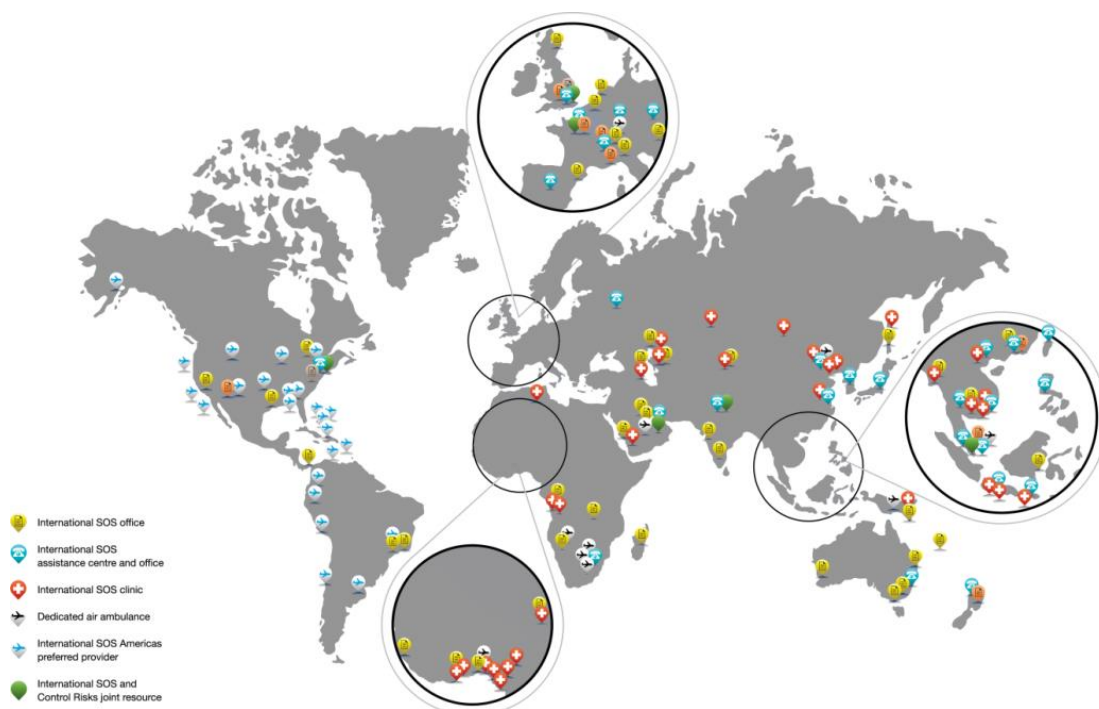 International SOS office
International SOS
assistance centre and office
International SOS clinic
Dedicated air ambulance
International SOS Americas
preferred provider
International SOS and
Control Risks joint resource